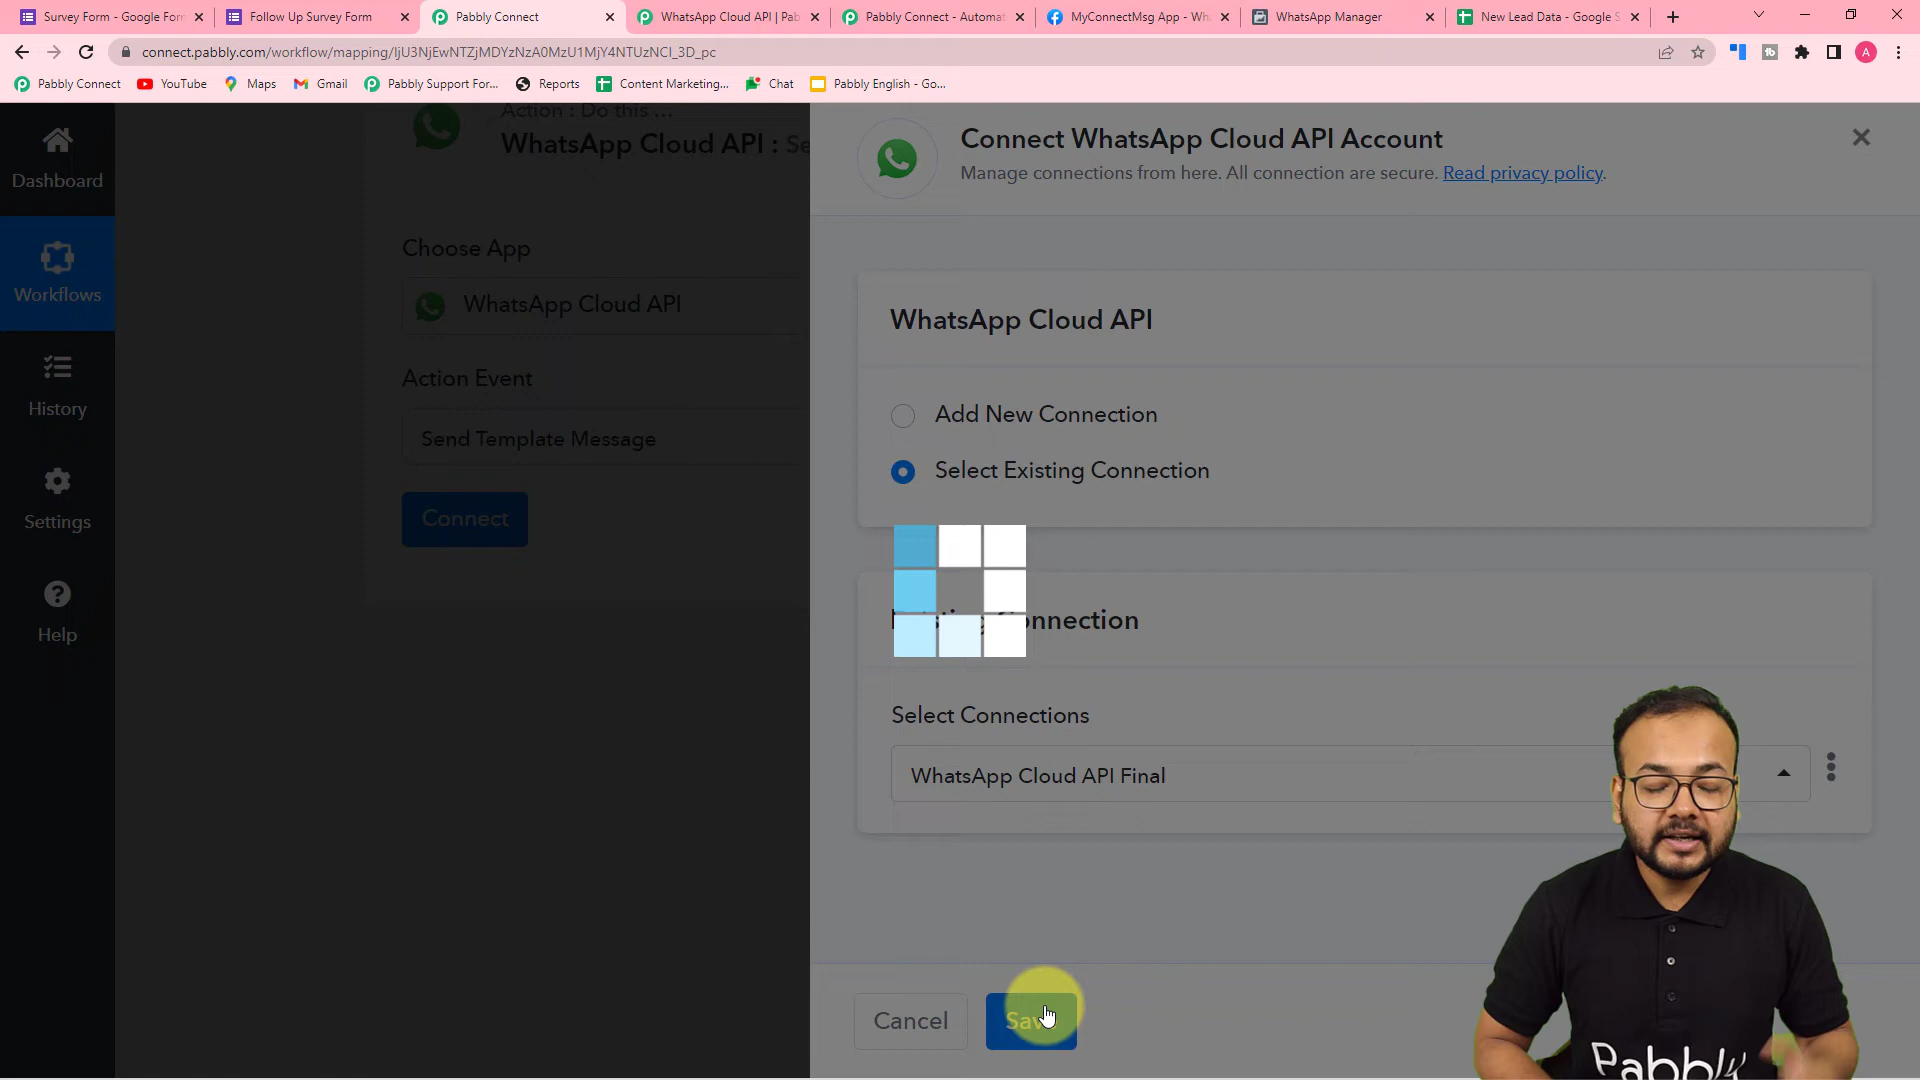 Survey Form - Google For
Follow Up Survey Form
Pabbly Connect
WhatsApp Cloud API | Pab
Pabbly Connect - Automat
MyConnectMsg App - Wh
WhatsApp Manager
New Lead Data - Google S
connect.pabbly.com/workflow/mapping/
A
Pabbly Connect
YouTube
Maps
Gmail
Pabbly Support For...
Reports
Content Marketing...
Chat
Pabbly English - Go...
Dashboard
Workflows
History
Settings
Help
Action : Do this ...
WhatsApp Cloud API : Se
Choose App
WhatsApp Cloud API
Action Event
Send Template Message
Connect
Connect WhatsApp Cloud API Account
Manage connections from here. All connection are secure. Read privacy policy.
WhatsApp Cloud API
Add New Connection
Select Existing Connection
Connection
Select Connections
WhatsApp Cloud API Final
Cancel
Save
Pabbly